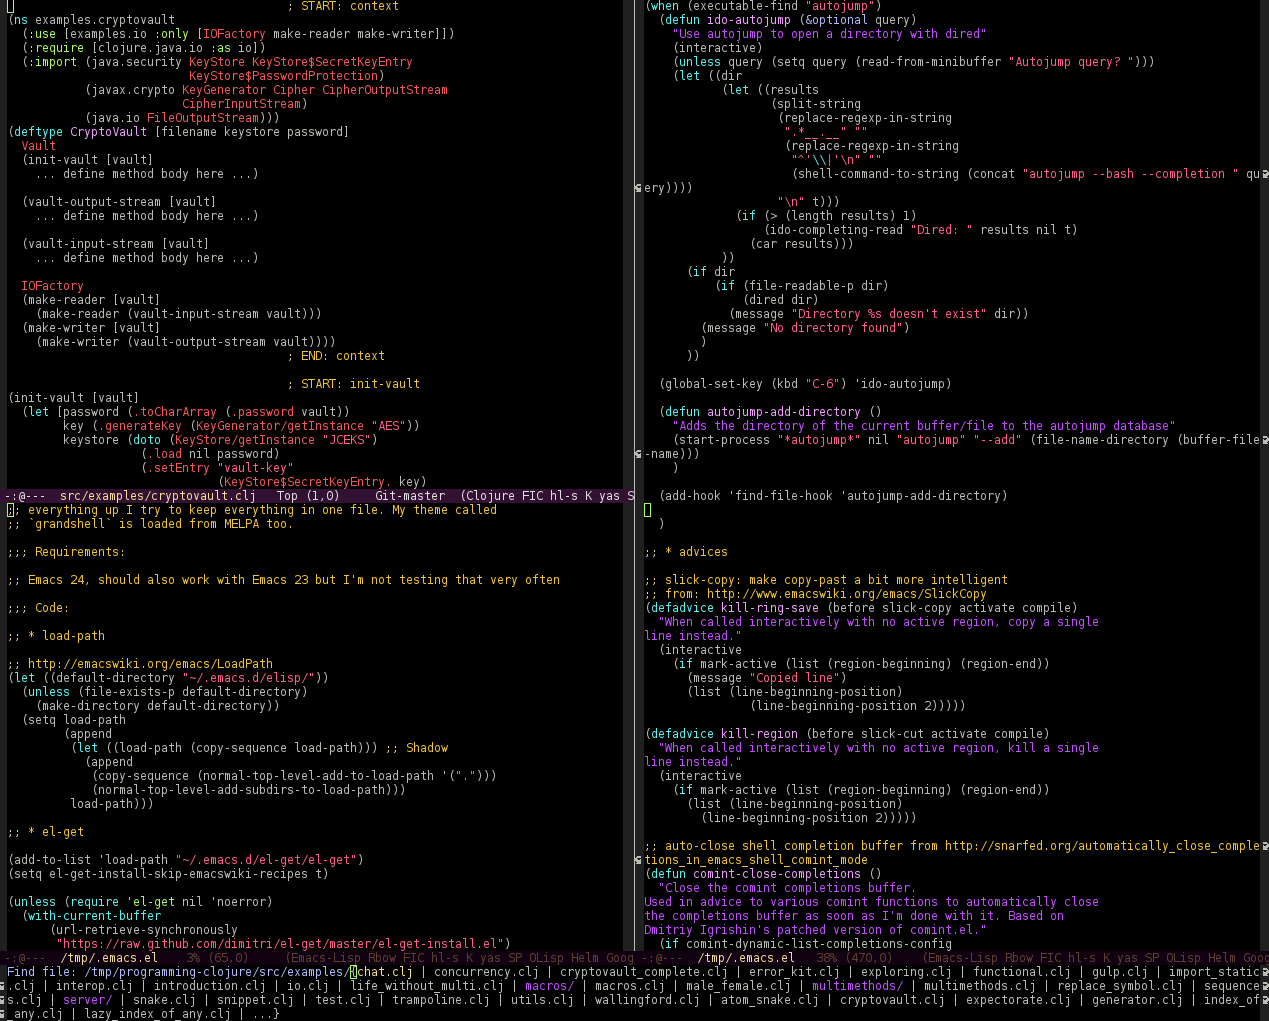 ; START: context
(ns examples.cryptovault
  (:use [examples.io :only [IOFactory make-reader make-writer]])
  (:require [clojure.java.io :as io])
  (:import (java.security KeyStore KeyStore$SecretKeyEntry
                          KeyStore$PasswordProtection)
           (javax.crypto KeyGenerator Cipher CipherOutputStream
                         CipherInputStream)
           (java.io FileOutputStream)))
(deftype CryptoVault [filename keystore password]
  Vault
  (init-vault [vault]
    ... define method body here ...)
  (vault-output-stream [vault]
    ... define method body here ...)
  (vault-input-stream [vault]
    ... define method body here ...)
  IOFactory
  (make-reader [vault]
    (make-reader (vault-input-stream vault)))
  (make-writer [vault]
    (make-writer (vault-output-stream vault))))
; END: context
; START: init-vault
(init-vault [vault]
  (let [password (.toCharArray (.password vault))
        key (.generateKey (KeyGenerator/getInstance "AES"))
        keystore (doto (KeyStore/getInstance "JCEKS")
                   (.load nil password)
                   (.setEntry "vault-key"
                              (KeyStore$SecretKeyEntry. key)
-:@---  src/examples/cryptovault.clj   Top (1,0)     Git-master  (Clojure FIC hl-s K yas S
;; everything up I try to keep everything in one file. My theme called
;; `grandshell` is loaded from MELPA too.
;;; Requirements:
;; Emacs 24, should also work with Emacs 23 but I'm not testing that very often
;;; Code:
;; * load-path
;; http://emacswiki.org/emacs/LoadPath
(let ((default-directory "~/.emacs.d/elisp/"))
  (unless (file-exists-p default-directory)
    (make-directory default-directory))
  (setq load-path
        (append
         (let ((load-path (copy-sequence load-path))) ;; Shadow
           (append
            (copy-sequence (normal-top-level-add-to-load-path '(".")))
            (normal-top-level-add-subdirs-to-load-path)))
         load-path)))
;; * el-get
(add-to-list 'load-path "~/.emacs.d/el-get/el-get")
(setq el-get-install-skip-emacswiki-recipes t)
(unless (require 'el-get nil 'noerror)
  (with-current-buffer
      (url-retrieve-synchronously
       "https://raw.github.com/dimitri/el-get/master/el-get-install.el")
-:@---  /tmp/.emacs.el    3% (65,0)     (Emacs-Lisp Rbow FIC hl-s K yas SP OLisp Helm Goog
(when (executable-find "autojump")
  (defun ido-autojump (&optional query)
    "Use autojump to open a directory with dired"
    (interactive)
    (unless query (setq query (read-from-minibuffer "Autojump query? ")))
    (let ((dir
           (let ((results
                  (split-string
                   (replace-regexp-in-string
                    ".*__.__" ""
                    (replace-regexp-in-string
                     "^'\\|'\n" ""
                     (shell-command-to-string (concat "autojump --bash --completion " qu
ery))))
                   "\n" t)))
             (if (> (length results) 1)
                 (ido-completing-read "Dired: " results nil t)
               (car results)))
           ))
      (if dir
          (if (file-readable-p dir)
              (dired dir)
            (message "Directory %s doesn't exist" dir))
        (message "No directory found")
        )
      ))
  (global-set-key (kbd "C-6") 'ido-autojump)
  (defun autojump-add-directory ()
    "Adds the directory of the current buffer/file to the autojump database"
    (start-process "*autojump*" nil "autojump" "--add" (file-name-directory (buffer-file
-name)))
    )
  (add-hook 'find-file-hook 'autojump-add-directory)
  )
;; * advices
;; slick-copy: make copy-past a bit more intelligent
;; from: http://www.emacswiki.org/emacs/SlickCopy
(defadvice kill-ring-save (before slick-copy activate compile)
  "When called interactively with no active region, copy a single
line instead."
  (interactive
    (if mark-active (list (region-beginning) (region-end))
      (message "Copied line")
      (list (line-beginning-position)
               (line-beginning-position 2)))))
(defadvice kill-region (before slick-cut activate compile)
  "When called interactively with no active region, kill a single
line instead."
  (interactive
    (if mark-active (list (region-beginning) (region-end))
      (list (line-beginning-position)
        (line-beginning-position 2)))))
;; auto-close shell completion buffer from http://snarfed.org/automatically_close_comple
tions_in_emacs_shell_comint_mode
(defun comint-close-completions ()
  "Close the comint completions buffer.
Used in advice to various comint functions to automatically close
the completions buffer as soon as I'm done with it. Based on
Dmitriy Igrishin's patched version of comint.el."
  (if comint-dynamic-list-completions-config
-:@---  /tmp/.emacs.el   38% (470,0)    (Emacs-Lisp Rbow FIC hl-s K yas SP OLisp Helm Goog
Find file: /tmp/programming-clojure/src/examples/{chat.clj | concurrency.clj | cryptovault_complete.clj | error_kit.clj | exploring.clj | functional.clj | gulp.clj | import_static
.clj | interop.clj | introduction.clj | io.clj | life_without_multi.clj | macros/ | macros.clj | male_female.clj | multimethods/ | multimethods.clj | replace_symbol.clj | sequence
s.clj | server/ | snake.clj | snippet.clj | test.clj | trampoline.clj | utils.clj | wallingford.clj | atom_snake.clj | cryptovault.clj | expectorate.clj | generator.clj | index_of
_any.clj | lazy_index_of_any.clj | ...}